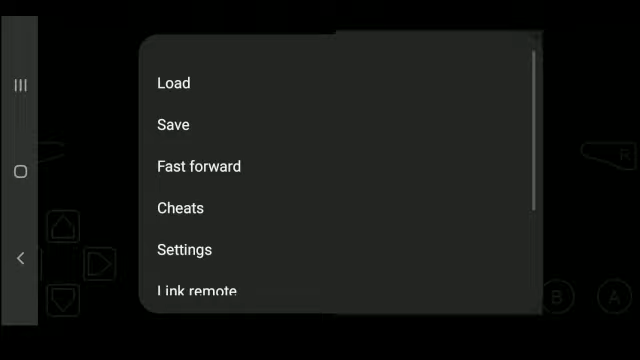 Load
Save
Fast forward
Cheats
Settings
Link remote
R
B
A